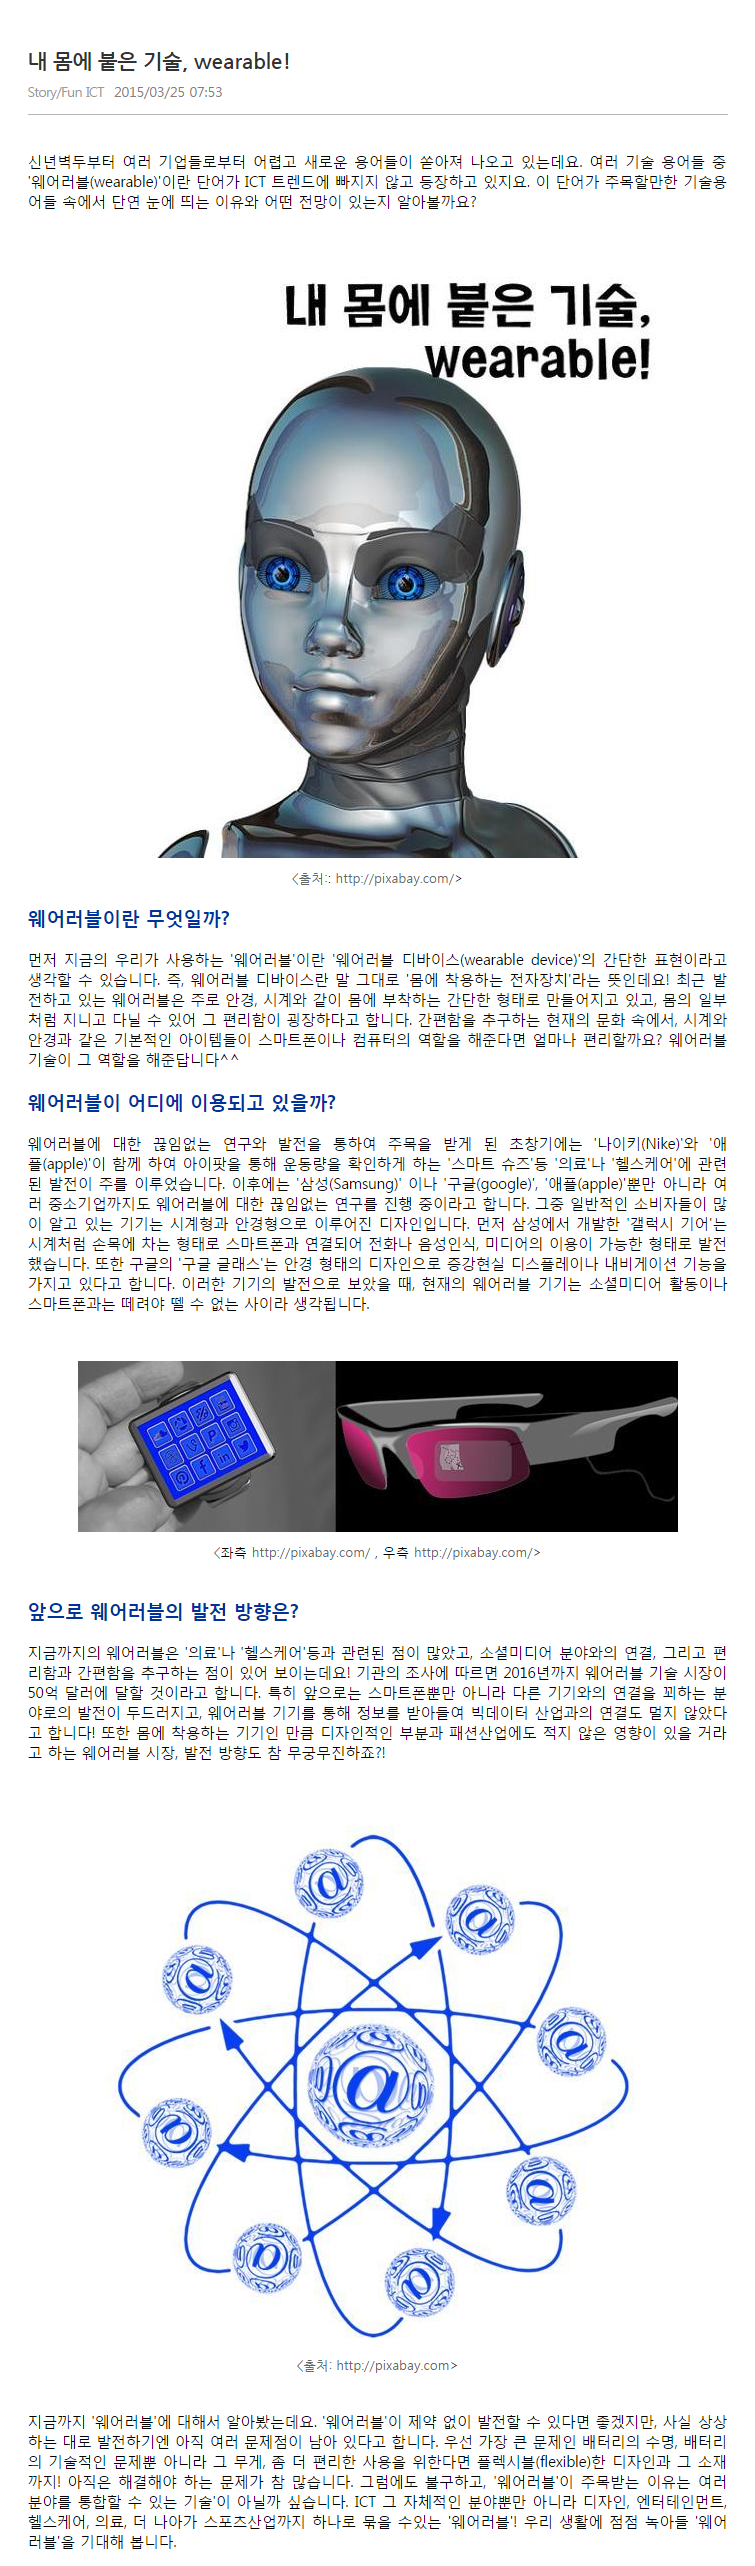 내 몸에 붙은 기술, wearable!
Story/Fun ICT 2015/03/25 07:53
신년벽두부터 여러 기업들로부터 어렵고 새로운 용어들이 쏟아져 나오고 있는데요. 여러 기술 용어들 중
'웨어러블(wearable)'이란 단어가 ICT 트렌드에 빠지지 않고 등장하고 있지요. 이 단어가 주목할만한 기술용
어들 속에서 단연 눈에 띄는 이유와 어떤 전망이 있는지 알아볼까요?
내 몸에 붙은 기술,
wearable!
<출처:: http://pixabay.com/>
웨어러블이란 무엇일까?
먼저 지금의 우리가 사용하는 '웨어러블'이란 '웨어러블 디바이스(wearable device)'의 간단한 표현이라고
생각할 수 있습니다. 즉, 웨어러블 디바이스란 말 그대로 '몸에 착용하는 전자장치'라는 뜻인데요! 최근 발
전하고 있는 웨어러블은 주로 안경, 시계와 같이 몸에 부착하는 간단한 형태로 만들어지고 있고, 몸의 일부
처럼 지니고 다닐 수 있어 그 편리함이 굉장하다고 합니다. 간편함을 추구하는 현재의 문화 속에서, 시계와
안경과 같은 기본적인 아이템들이 스마트폰이나 컴퓨터의 역할을 해준다면 얼마나 편리할까요? 웨어러블
기술이 그 역할을 해준답니다^^
웨어러블이 어디에 이용되고 있을까?
웨어러블에 대한 끊임없는 연구와 발전을 통하여 주목을 받게 된 초창기에는 '나이키(Nike)'와 '애
플(apple)'이 함께 하여 아이팟을 통해 운동량을 확인하게 하는 '스마트 슈즈'등 '의료'나 '헬스케어'에 관련
된 발전이 주를 이루었습니다. 이후에는 '삼성(Samsung)' 이나 '구글(google)', '애플(apple)'뿐만 아니라 여
러 중소기업까지도 웨어러블에 대한 끊임없는 연구를 진행 중이라고 합니다. 그중 일반적인 소비자들이 많
이 알고 있는 기기는 시계형과 안경형으로 이루어진 디자인입니다. 먼저 삼성에서 개발한 '갤럭시 기어'는
시계처럼 손목에 차는 형태로 스마트폰과 연결되어 전화나 음성인식, 미디어의 이용이 가능한 형태로 발전
했습니다. 또한 구글의 '구글 글래스'는 안경 형태의 디자인으로 증강현실 디스플레이나 내비게이션 기능을
가지고 있다고 합니다. 이러한 기기의 발전으로 보았을 때, 현재의 웨어러블 기기는 소셜미디어 활동이나
스마트폰과는 떼려야 뗄 수 없는 사이라 생각됩니다.
<좌측 http://pixabay.com/ , 우측 http://pixabay.com/>
앞으로 웨어러블의 발전 방향은?
지금까지의 웨어러블은 '의료'나 '헬스케어'등과 관련된 점이 많았고, 소셜미디어 분야와의 연결, 그리고 편
리함과 간편함을 추구하는 점이 있어 보이는데요! 기관의 조사에 따르면 2016년까지 웨어러블 기술 시장이
50억 달러에 달할 것이라고 합니다. 특히 앞으로는 스마트폰뿐만 아니라 다른 기기와의 연결을 꾀하는 분
야로의 발전이 두드러지고, 웨어러블 기기를 통해 정보를 받아들여 빅데이터 산업과의 연결도 멀지 않았다
고 합니다! 또한 몸에 착용하는 기기인 만큼 디자인적인 부분과 패션산업에도 적지 않은 영향이 있을 거라
고 하는 웨어러블 시장, 발전 방향도 참 무궁무진하죠?!
<출처: http://pixabay.com>
지금까지 '웨어러블'에 대해서 알아봤는데요. '웨어러블'이 제약 없이 발전할 수 있다면 좋겠지만, 사실 상상
하는 대로 발전하기엔 아직 여러 문제점이 남아 있다고 합니다. 우선 가장 큰 문제인 배터리의 수명, 배터리
의 기술적인 문제뿐 아니라 그 무게, 좀 더 편리한 사용을 위한다면 플렉시블(flexible)한 디자인과 그 소재
까지! 아직은 해결해야 하는 문제가 참 많습니다. 그럼에도 불구하고, '웨어러블'이 주목받는 이유는 여러
분야를 통합할 수 있는 기술'이 아닐까 싶습니다. ICT 그 자체적인 분야뿐만 아니라 디자인, 엔터테인먼트,
헬스케어, 의료, 더 나아가 스포츠산업까지 하나로 묶을 수있는 '웨어러블'! 우리 생활에 점점 녹아들 '웨어
러블'을 기대해 봅니다.